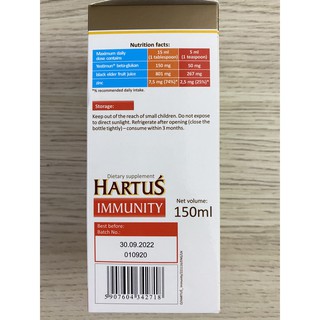 Nutrition facts:
Maximum daily dose contains
15 ml (1 tablespoon)
5 ml (1 teaspoon)
Yestimun® beta-glucan 150 mg 50 mg
black elder fruit juice 801 mg 267 mg
zinc 7,5 mg (74%)* 2,5 mg (25%)*
*% recommended daily intake
Storage:
Keep out of the reach of small children. Do not expose
to direct sunlight. Refrigerate after opening (close the
bottle tightly) – consume within 3 months.
Dietary supplement
HARTUŚ
IMMUNITY
Net volume:
150ml
Best before:
Batch No.:
30.09.2022
010920
5 907604 342718